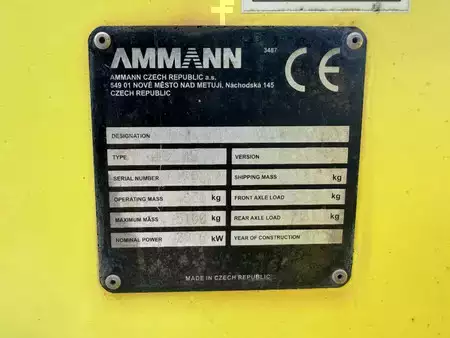 AMMANN
3487
CE
AMMANN CZECH REPUBLIC a.s.
549 01 NOVÉ MĚSTO NAD METUJÍ, Náchodská 145
CZECH REPUBLIC
DESIGNATION
TYPE VERSION
SERIAL NUMBER SHIPPING MASS kg
OPERATING MASS kg FRONT AXLE LOAD kg
MAXIMUM MASS kg REAR AXLE LOAD kg
NOMINAL POWER kW YEAR OF CONSTRUCTION
MADE IN CZECH REPUBLIC